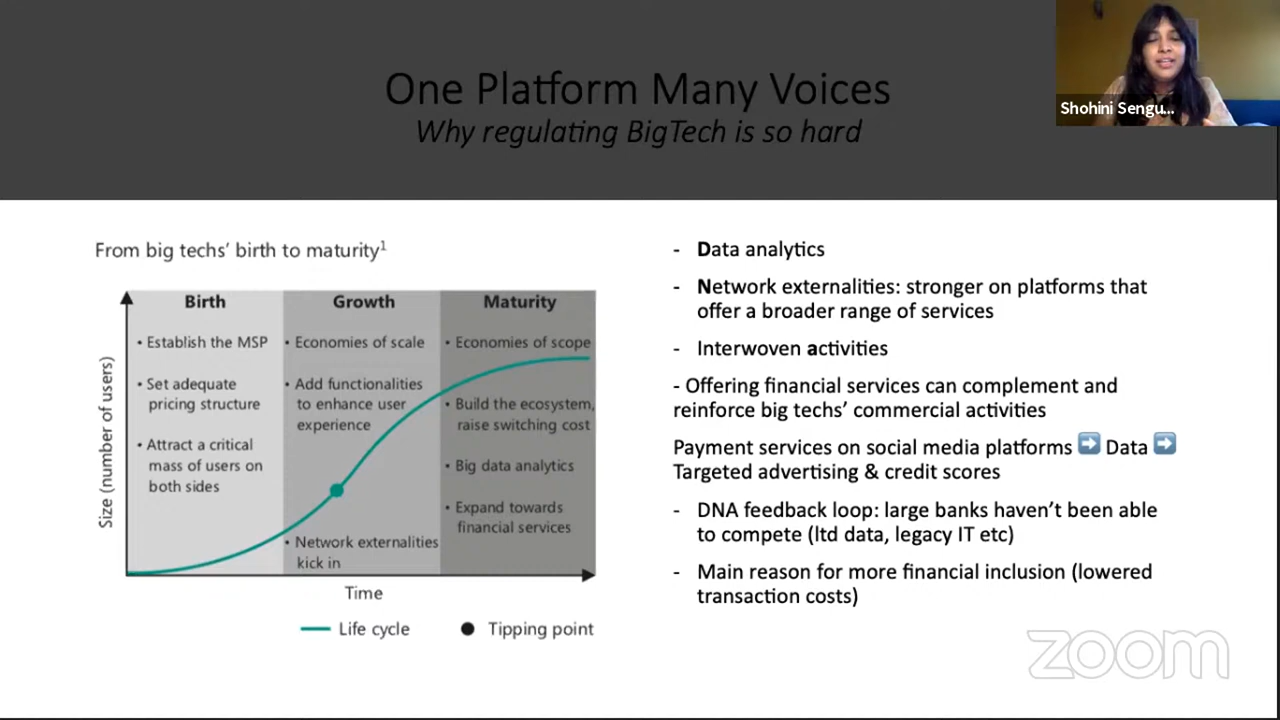 One Platform Many Voices
Why regulating BigTech is so hard
Shohini Sengu...
From big techs' birth to maturity1
Size (number of users)
Birth
• Establish the MSP
• Set adequate
pricing structure
• Attract a critical
mass of users on
both sides
Growth
• Economies of scale
• Add functionalities
to enhance user
experience
• Network externalities
kick in
Maturity
• Economies of scope
• Build the ecosystem,
raise switching cost
• Big data analytics
• Expand towards
financial services
Time
Life cycle
Tipping point
- Data analytics
- Network externalities: stronger on platforms that
offer a broader range of services
- Interwoven activities
- Offering financial services can complement and
reinforce big techs' commercial activities
Payment services on social media platforms ➡ Data ➡
Targeted advertising & credit scores
- DNA feedback loop: large banks haven't been able
to compete (ltd data, legacy IT etc)
- Main reason for more financial inclusion (lowered
transaction costs)
zoom